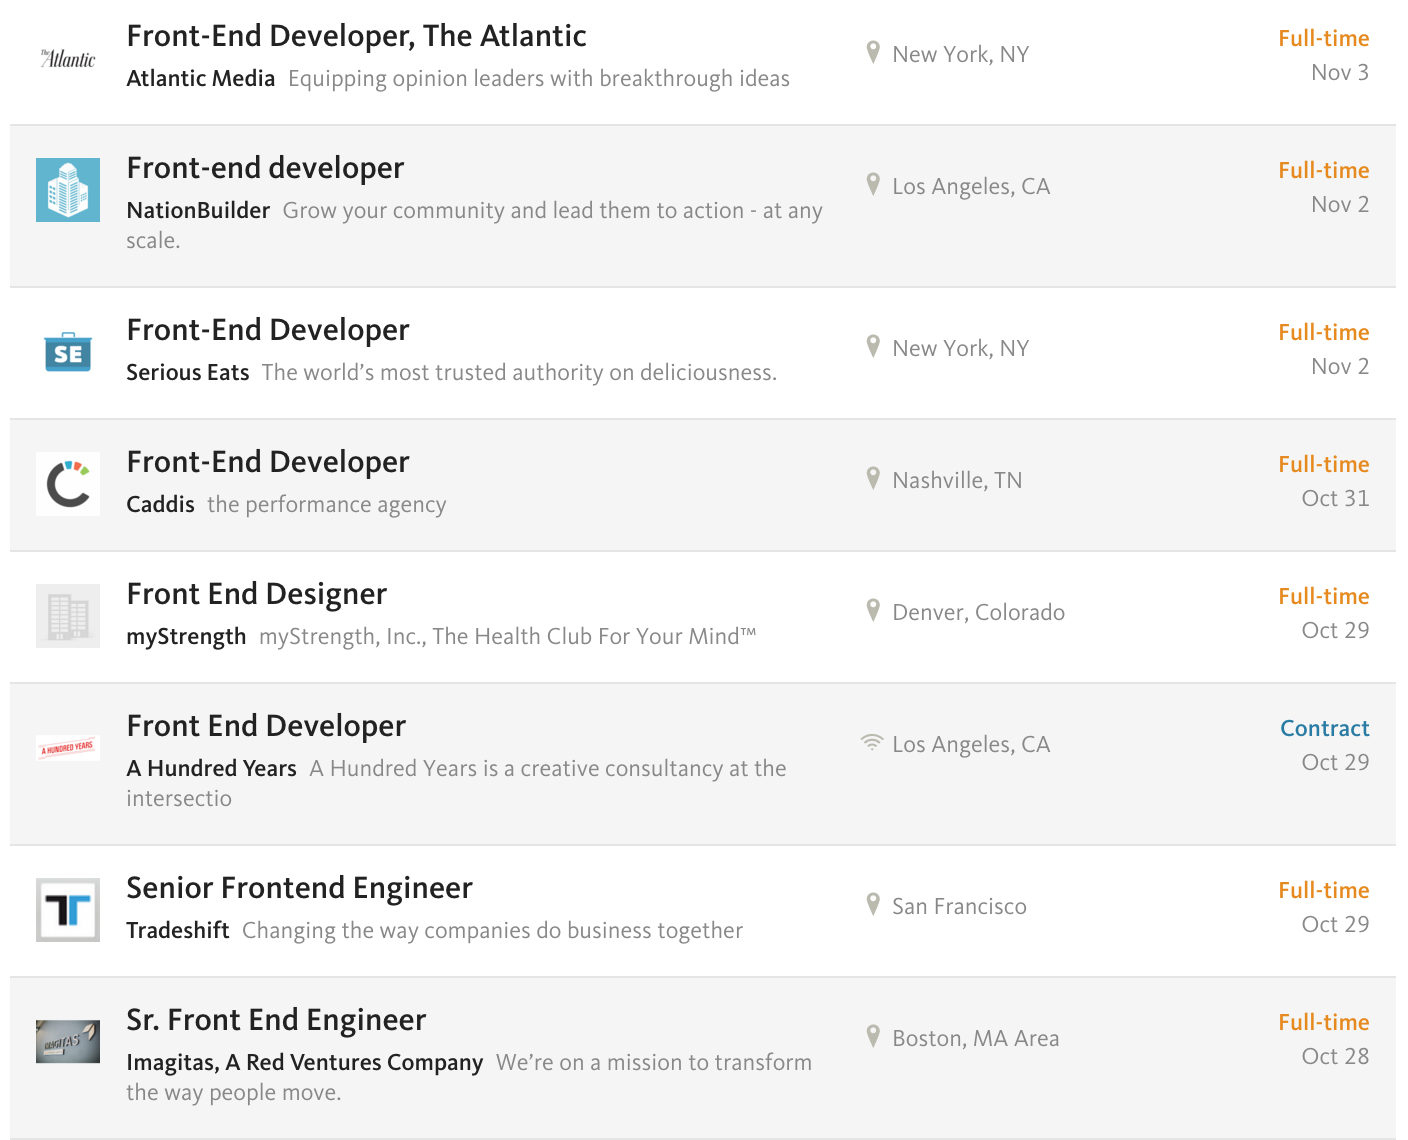 Front-End Developer, The Atlantic
The Atlantic
Atlantic Media Equipping opinion leaders with breakthrough ideas
New York, NY
Full-time
Nov 3
Front-end developer
NationBuilder Grow your community and lead them to action - at any
scale.
Los Angeles, CA
Full-time
Nov 2
Front-End Developer
SE
Serious Eats The world's most trusted authority on deliciousness.
New York, NY
Full-time
Nov 2
Front-End Developer
Caddis the performance agency
Nashville, TN
Full-time
Oct 31
Front End Designer
myStrength myStrength, Inc., The Health Club For Your Mind™
Denver, Colorado
Full-time
Oct 29
Front End Developer
A HUNDRED YEARS
A Hundred Years A Hundred Years is a creative consultancy at the
intersectio
Los Angeles, CA
Contract
Oct 29
Senior Frontend Engineer
Tradeshift Changing the way companies do business together
San Francisco
Full-time
Oct 29
Sr. Front End Engineer
IMAGITAS
Imagitas, A Red Ventures Company We're on a mission to transform
the way people move.
Boston, MA Area
Full-time
Oct 28